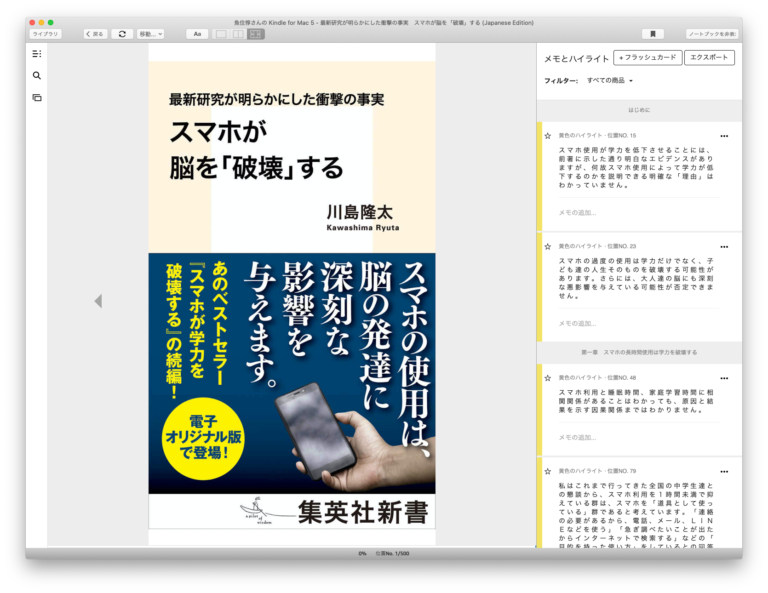 魚住惇さんの Kindle for Mac 5 - 最新研究が明らかにした衝撃の事実　スマホが脳を「破壊」する (Japanese Edition)
ライブラリ
戻る
移動...
Aa
ノートブックを非表示
最新研究が明らかにした衝撃の事実
スマホが
脳を「破壊」する
川島隆太
Kawashima Ryuta
スマホの使用は、
脳の発達に
深刻な
影響を
与えます。
あのベストセラー
『スマホが学力を
破壊する』の続編!
電子
オリジナル版
で登場!
a pilot of wisdom
集英社新書
メモとハイライト
+ フラッシュカード
エクスポート
フィルター:
すべての商品
はじめに
黄色のハイライト - 位置NO. 15
スマホ使用が学力を低下させることには、
前著に示した通り明白なエビデンスがあり
ますが、何故スマホ使用によって学力が低
下するのかを説明できる明確な「理由」は
わかっていません。
メモの追加...
黄色のハイライト - 位置NO. 23
スマホの過度の使用は学力だけでなく、子
ども達の人生そのものを破壊する可能性が
あります。さらには、大人達の脳にも深刻
な悪影響を与えている可能性が否定できま
せん。
メモの追加...
第一章　スマホの長時間使用は学力を破壊する
黄色のハイライト - 位置NO. 48
スマホ利用と睡眠時間、家庭学習時間に相
関関係があることはわかっても、原因と結
果を示す因果関係まではわかりません。
メモの追加...
黄色のハイライト - 位置NO. 79
私はこれまで行ってきた全国の中学生達と
の懇談から、スマホ利用を１時間未満で抑
えている群は、スマホを「道具として使っ
ている」群であると考えています。「連絡
の必要があるから、電話、メール、ＬＩＮ
Ｅなどを使う」「急ぎ調べたいことが出た
からインターネットで検索する」などの「
目的を持った使い方」をしているとの回答
0%
位置No. 1/500